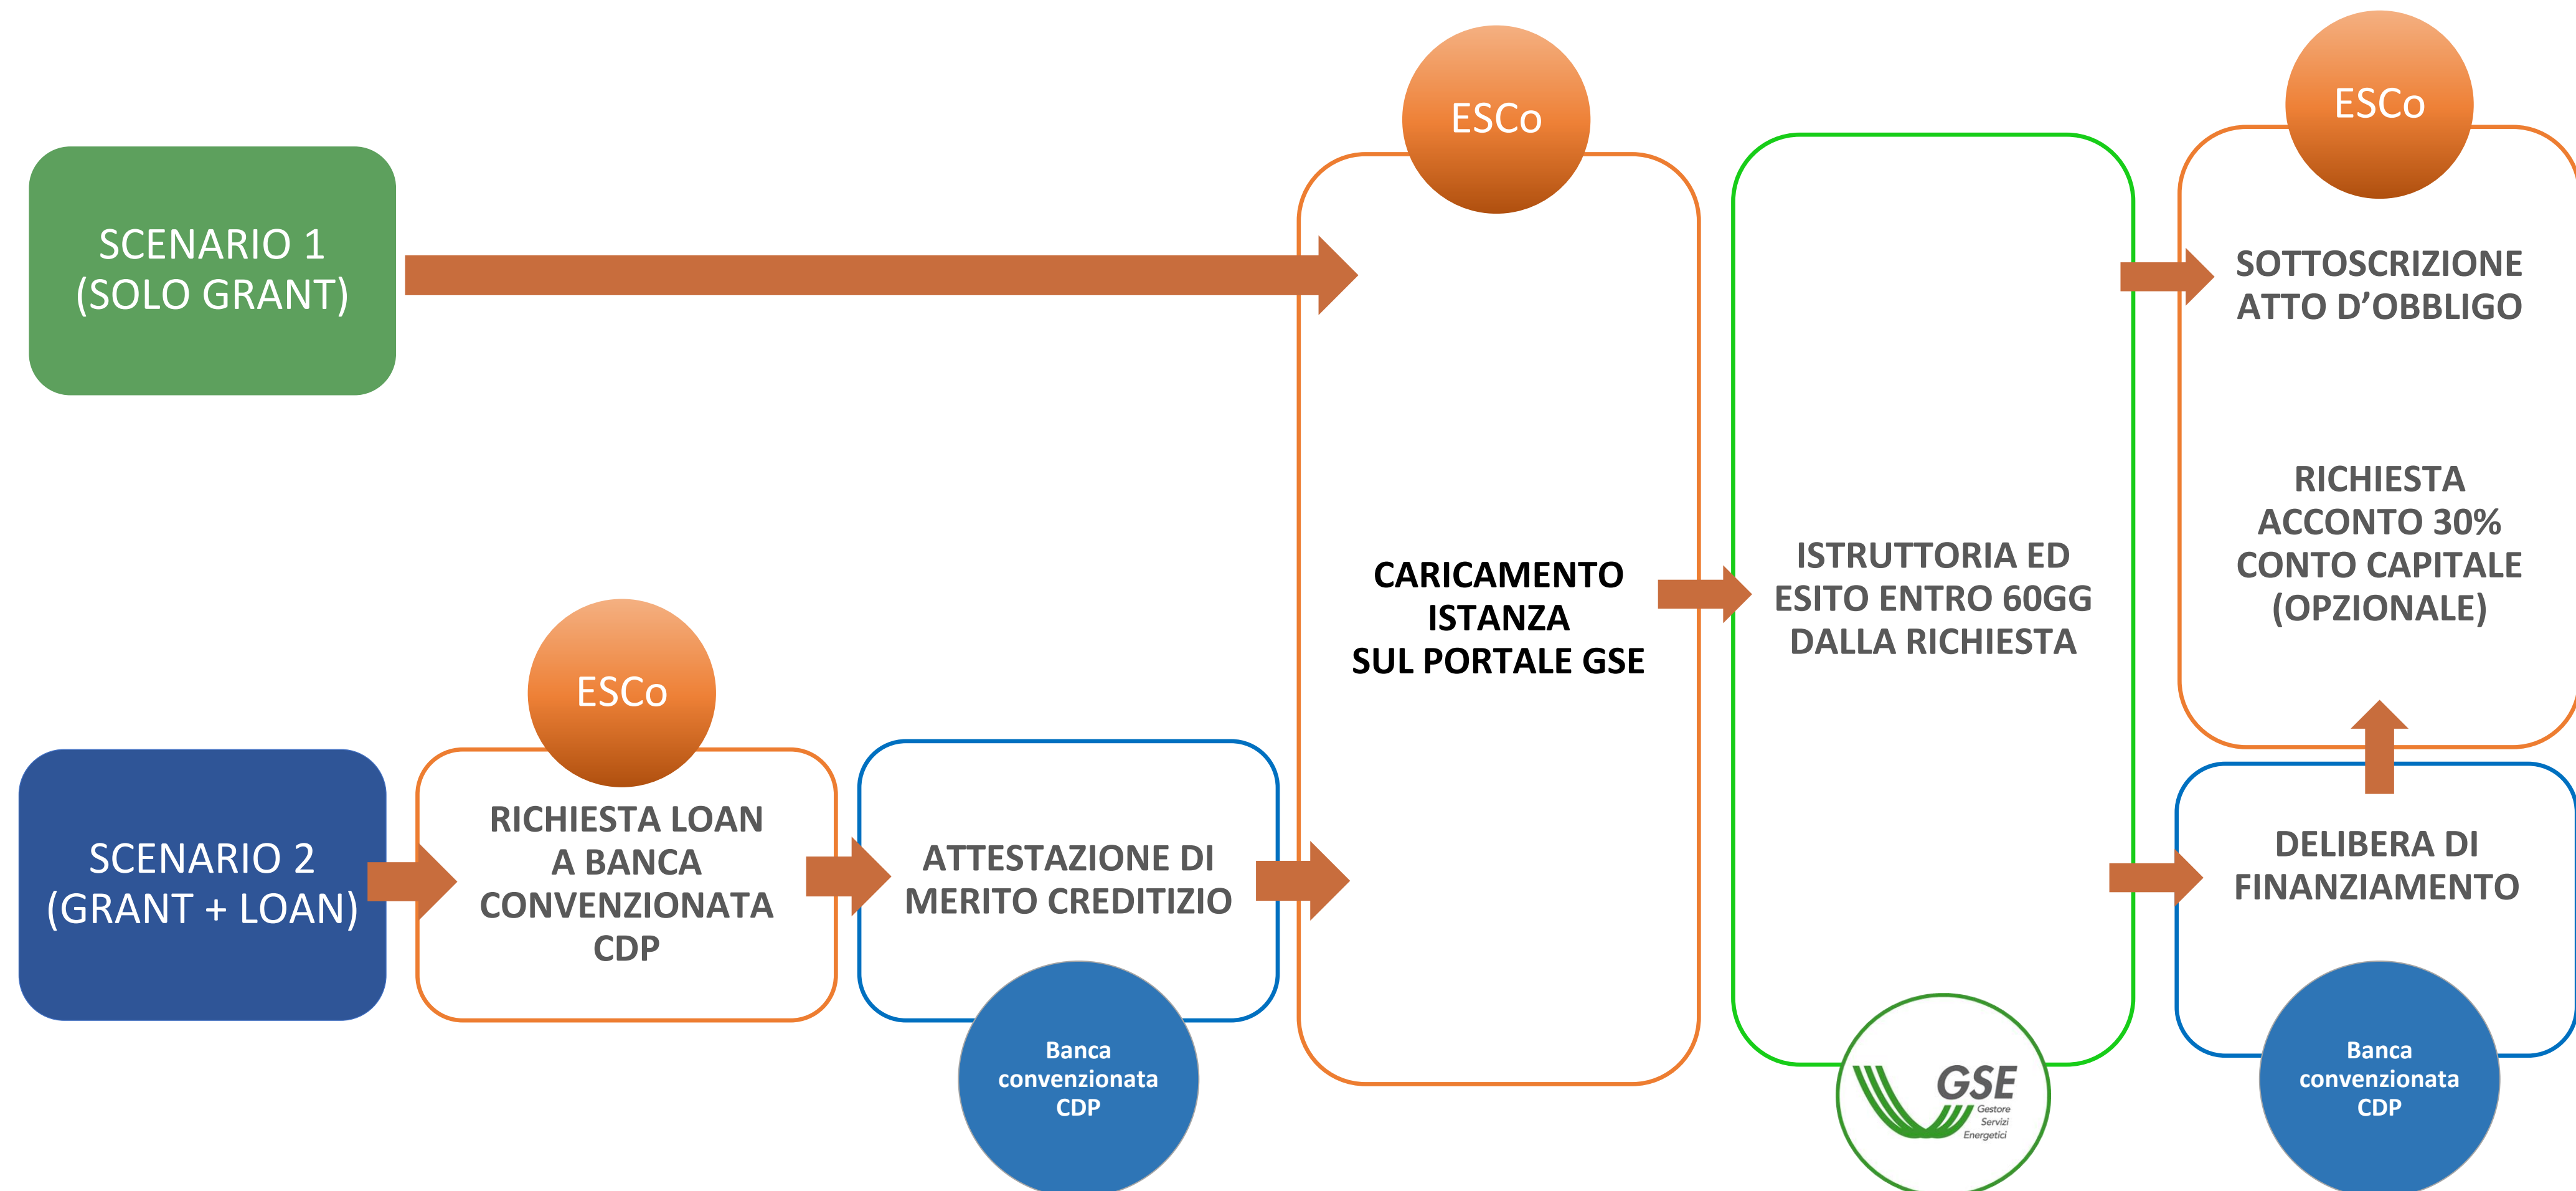 SCENARIO 1
(SOLO GRANT)
SCENARIO 2
(GRANT + LOAN)
ESCo
RICHIESTA LOAN
A BANCA
CONVENZIONATA
CDP
ATTESTAZIONE DI
MERITO CREDITIZIO
Banca
convenzionata
CDP
ESCo
CARICAMENTO
ISTANZA
SUL PORTALE GSE
ISTRUTTORIA ED
ESITO ENTRO 60GG
DALLA RICHIESTA
GSE
Gestore
Servizi
Energetici
ESCo
SOTTOSCRIZIONE
ATTO D’OBBLIGO
RICHIESTA
ACCONTO 30%
CONTO CAPITALE
(OPZIONALE)
DELIBERA DI
FINANZIAMENTO
Banca
convenzionata
CDP